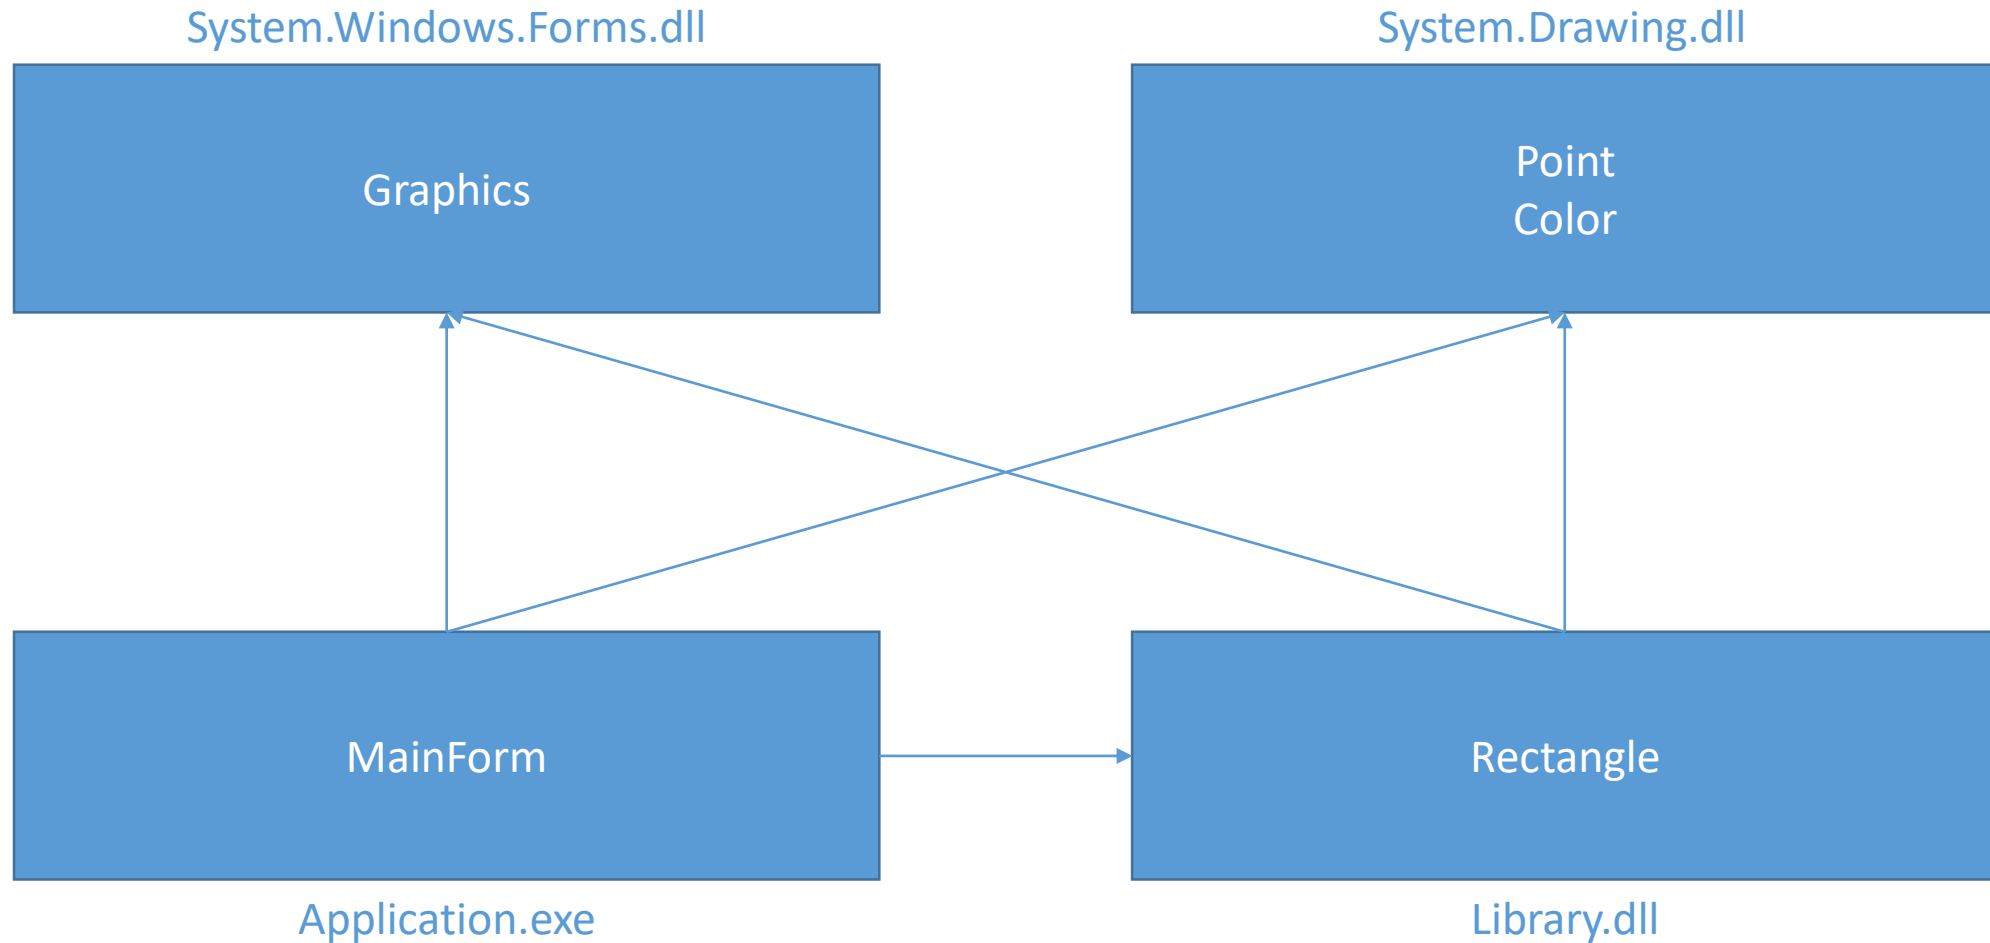 System.Windows.Forms.dll
System.Drawing.dll
Graphics
Point
Color
MainForm
Rectangle
Application.exe
Library.dll